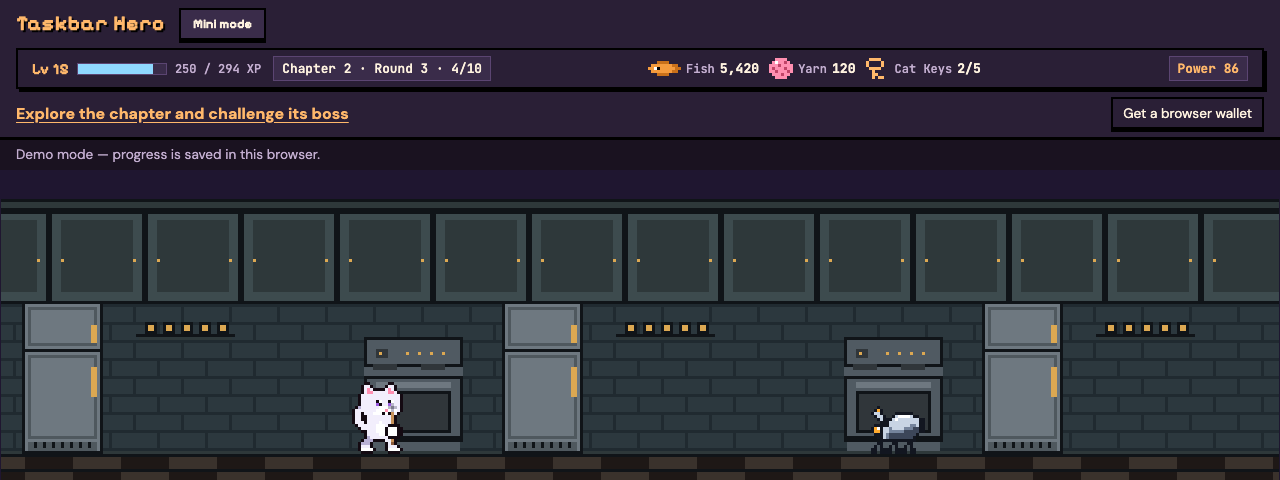 Taskbar Hero Mini mode
Lv 18 250 / 294 XP Chapter 2 · Round 3 · 4/10 Fish 5,420 Yarn 120 Cat Keys 2/5 Power 86
Explore the chapter and challenge its boss Get a browser wallet
Demo mode — progress is saved in this browser.